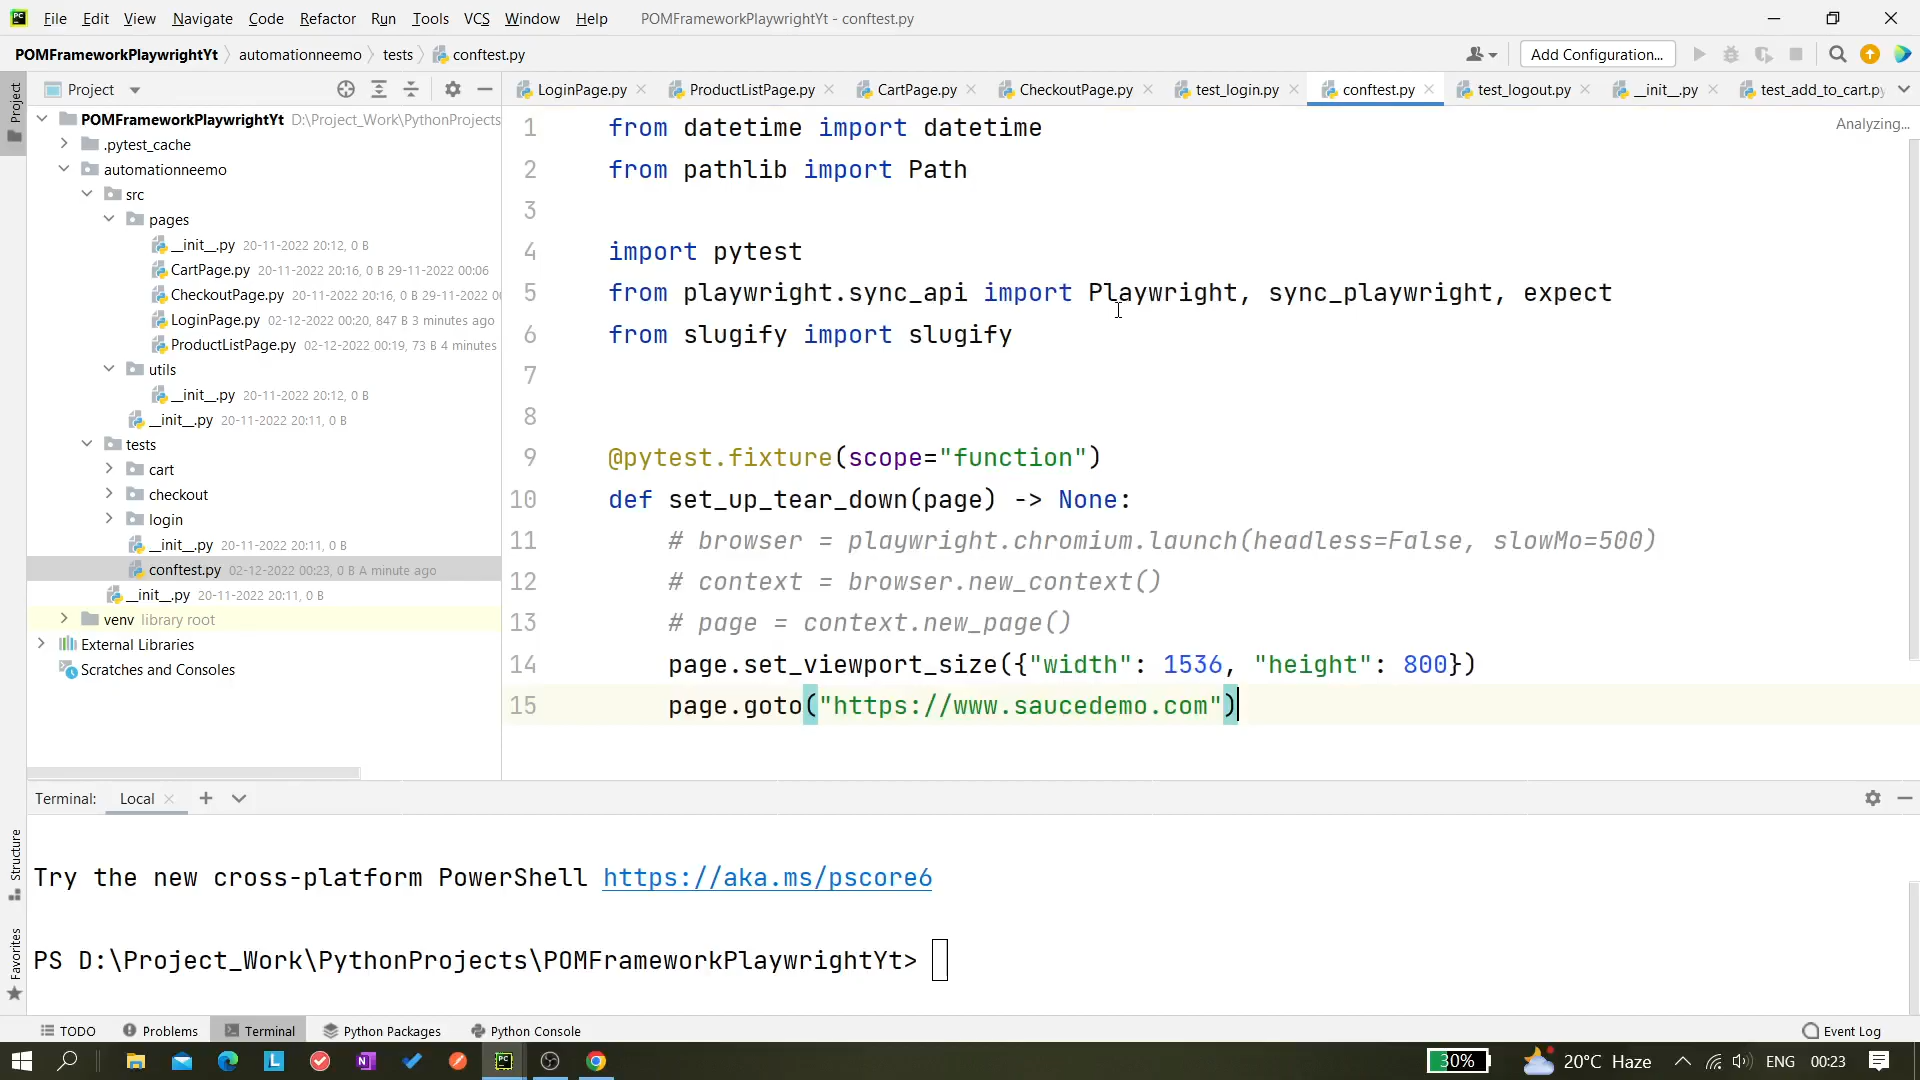 PC File Edit View Navigate Code Refactor Run Tools VCS Window Help POMFrameworkPlaywrightYt - conftest.py
POMFrameworkPlaywrightYt automationneemo tests conftest.py Add Configuration...
Project
Project
LoginPage.py ProductListPage.py CartPage.py CheckoutPage.py test_login.py conftest.py test_logout.py __init__.py test_add_to_cart.py
POMFrameworkPlaywrightYt D:\Project_Work\PythonProjects
.pytest_cache
automationneemo
src
pages
__init__.py 20-11-2022 20:12, 0 B
CartPage.py 20-11-2022 20:16, 0 B 29-11-2022 00:06
CheckoutPage.py 20-11-2022 20:16, 0 B 29-11-2022 00
LoginPage.py 02-12-2022 00:20, 847 B 3 minutes ago
ProductListPage.py 02-12-2022 00:19, 73 B 4 minutes
utils
__init__.py 20-11-2022 20:12, 0 B
__init__.py 20-11-2022 20:11, 0 B
tests
cart
checkout
login
__init__.py 20-11-2022 20:11, 0 B
conftest.py 02-12-2022 00:23, 0 B A minute ago
__init__.py 20-11-2022 20:11, 0 B
venv library root
External Libraries
Scratches and Consoles
Analyzing...
1 from datetime import datetime
2 from pathlib import Path
3
4 import pytest
5 from playwright.sync_api import Playwright, sync_playwright, expect
6 from slugify import slugify
7
8
9 @pytest.fixture(scope="function")
10 def set_up_tear_down(page) -> None:
11 # browser = playwright.chromium.launch(headless=False, slowMo=500)
12 # context = browser.new_context()
13 # page = context.new_page()
14 page.set_viewport_size({"width": 1536, "height": 800})
15 page.goto("https://www.saucedemo.com")
Terminal: Local
Structure
Favorites
Try the new cross-platform PowerShell https://aka.ms/pscore6
PS D:\Project_Work\PythonProjects\POMFrameworkPlaywrightYt>
TODO Problems Terminal Python Packages Python Console Event Log
L N PC 30% 20°C Haze ENG 00:23